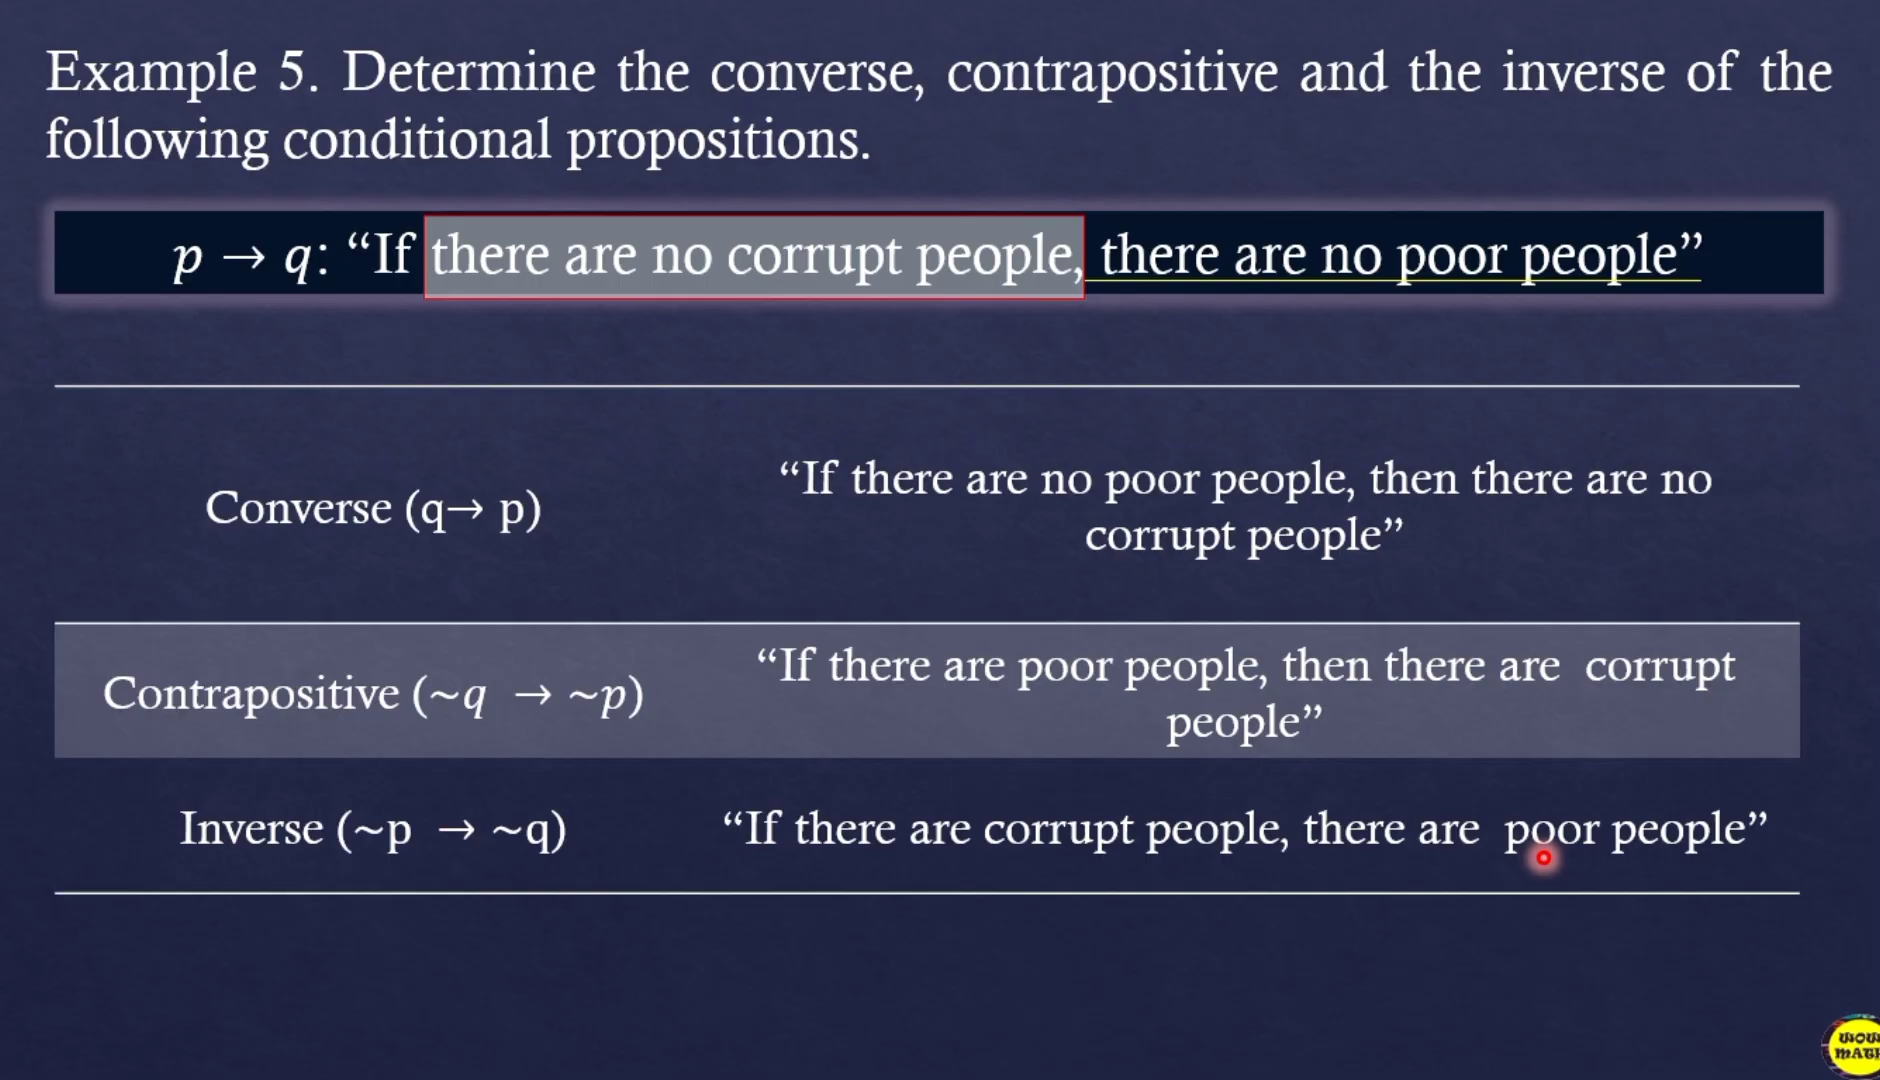 Example 5. Determine the converse, contrapositive and the inverse of the
following conditional propositions.
p → q: “If there are no corrupt people, there are no poor people”
Converse (q→ p)
“If there are no poor people, then there are no
corrupt people”
Contrapositive (~q → ~p)
“If there are poor people, then there are corrupt
people”
Inverse (~p → ~q)
“If there are corrupt people, there are poor people”
WOW
MATH